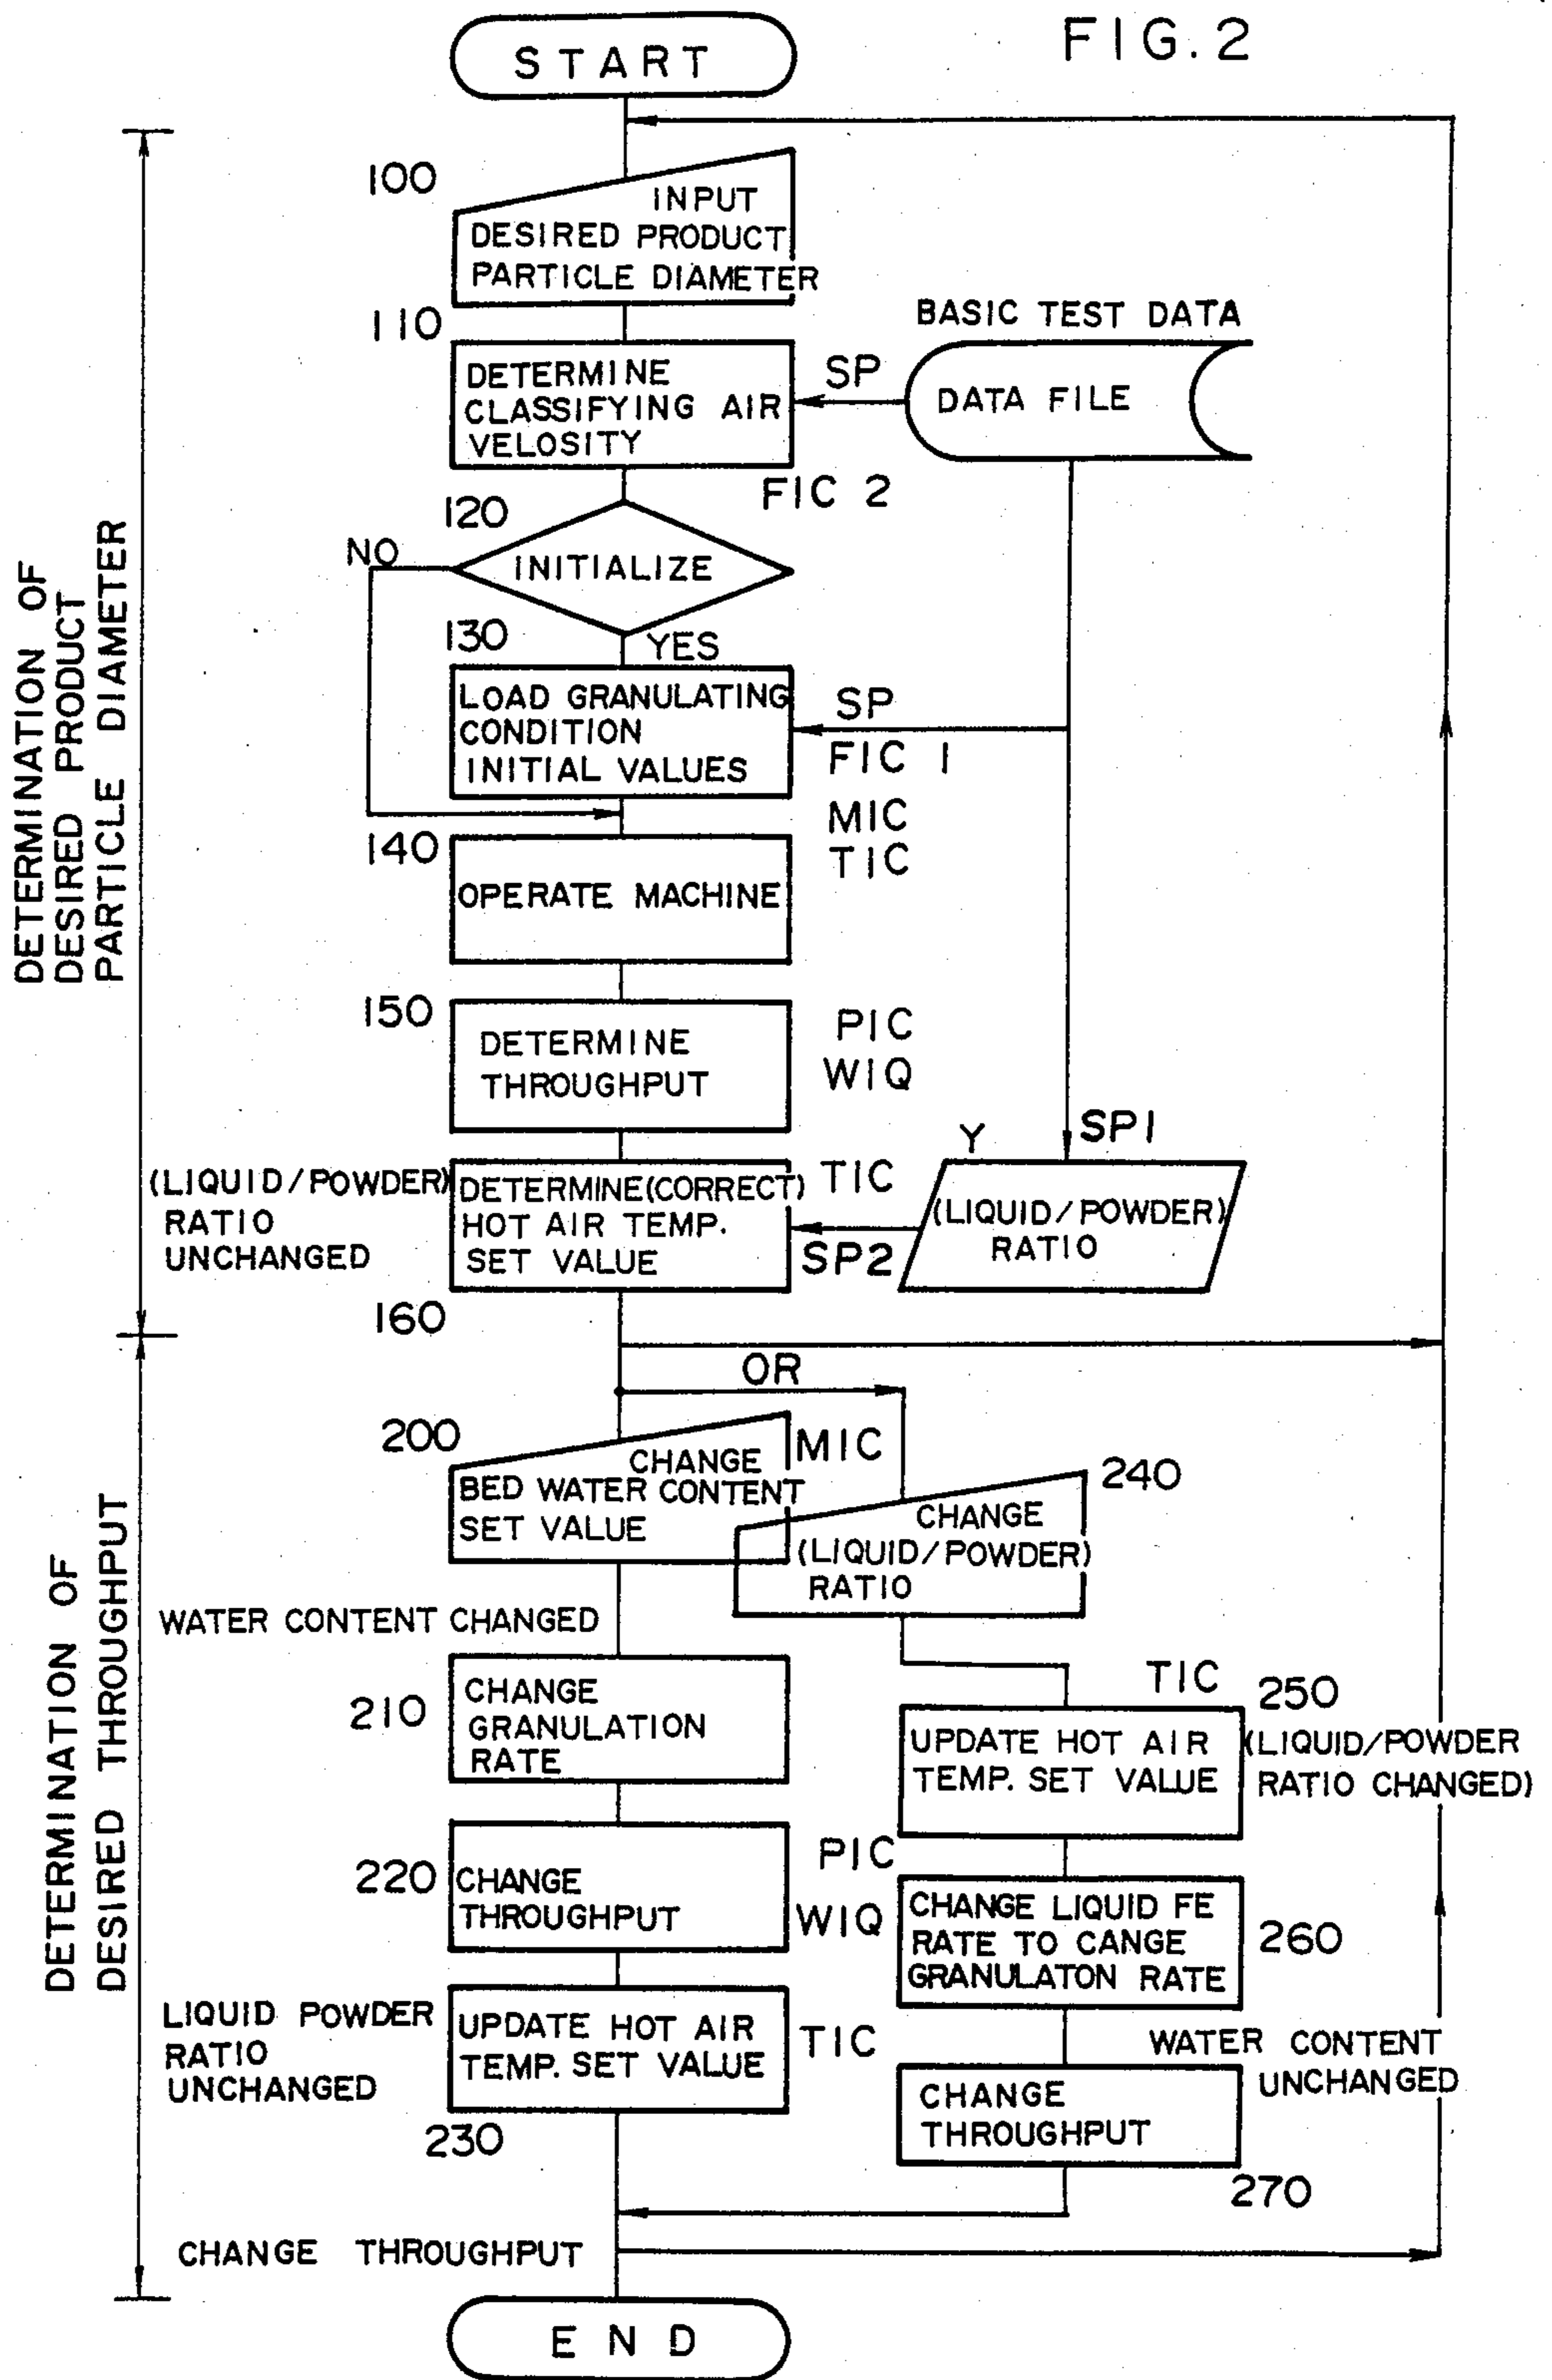 FIG. 2
START
100
INPUT
DESIRED PRODUCT
PARTICLE DIAMETER
110
DETERMINE
CLASSIFYING AIR
VELOSITY
SP
BASIC TEST DATA
DATA FILE
FIC 2
120
INITIALIZE
NO
YES
130
LOAD GRANULATING
CONDITION
INITIAL VALUES
SP
FIC 1
MIC
TIC
140
OPERATE MACHINE
150
DETERMINE
THROUGHPUT
PIC
WIQ
(LIQUID/POWDER)
RATIO
UNCHANGED
DETERMINE(CORRECT)
HOT AIR TEMP.
SET VALUE
TIC
SP2
Y
SP1
(LIQUID/POWDER)
RATIO
160
DETERMINATION OF
DESIRED PRODUCT
PARTICLE DIAMETER
OR
200
CHANGE
BED WATER CONTENT
SET VALUE
MIC
240
CHANGE
(LIQUID/POWDER)
RATIO
WATER CONTENT CHANGED
210
CHANGE
GRANULATION
RATE
TIC
250
UPDATE HOT AIR
TEMP. SET VALUE
(LIQUID/POWDER
RATIO CHANGED)
220
CHANGE
THROUGHPUT
PIC
WIQ
CHANGE LIQUID FE
RATE TO CANGE
GRANULATON RATE
260
LIQUID POWDER
RATIO
UNCHANGED
UPDATE HOT AIR
TEMP. SET VALUE
TIC
230
WATER CONTENT
UNCHANGED
CHANGE
THROUGHPUT
270
DETERMINATION OF
DESIRED THROUGHPUT
CHANGE THROUGHPUT
END